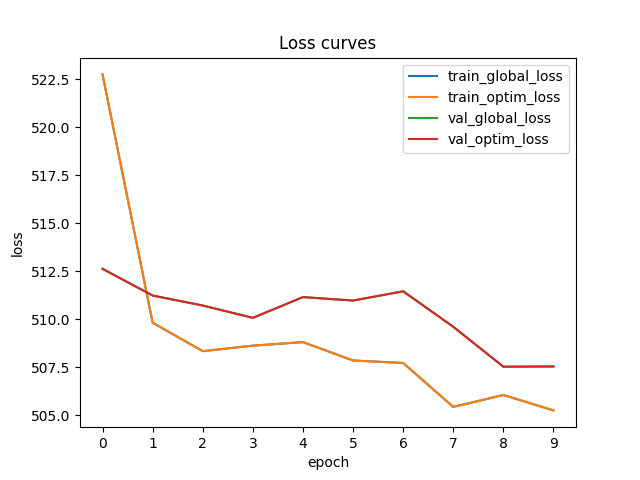 Loss curves
train_global_loss
train_optim_loss
val_global_loss
val_optim_loss
522.5
520.0
517.5
515.0
512.5
510.0
507.5
505.0
loss
0 1 2 3 4 5 6 7 8 9
epoch